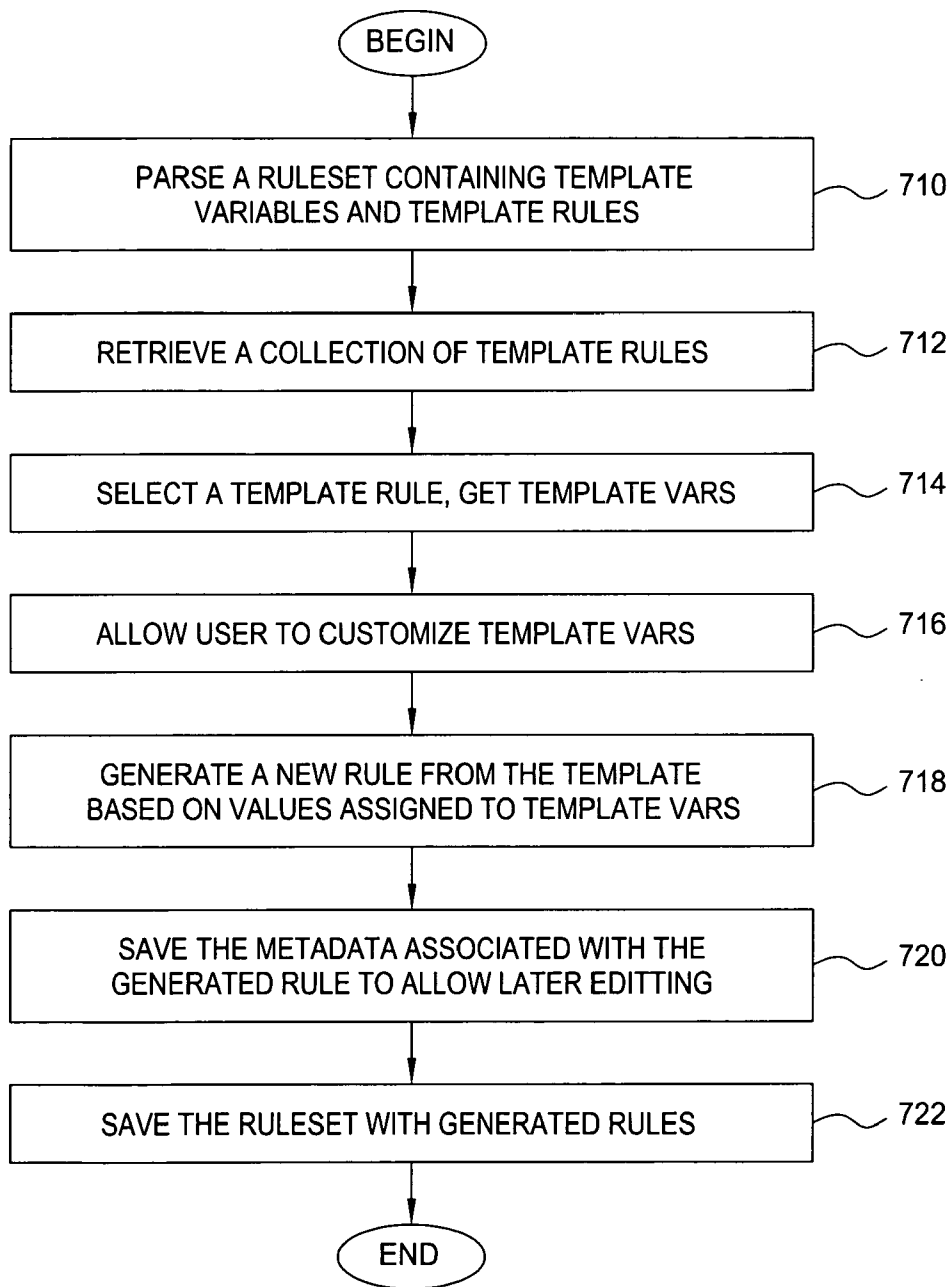 BEGIN
PARSE A RULESET CONTAINING TEMPLATE
VARIABLES AND TEMPLATE RULES
710
RETRIEVE A COLLECTION OF TEMPLATE RULES
712
SELECT A TEMPLATE RULE, GET TEMPLATE VARS
714
ALLOW USER TO CUSTOMIZE TEMPLATE VARS
716
GENERATE A NEW RULE FROM THE TEMPLATE
BASED ON VALUES ASSIGNED TO TEMPLATE VARS
718
SAVE THE METADATA ASSOCIATED WITH THE
GENERATED RULE TO ALLOW LATER EDITTING
720
SAVE THE RULESET WITH GENERATED RULES
722
END